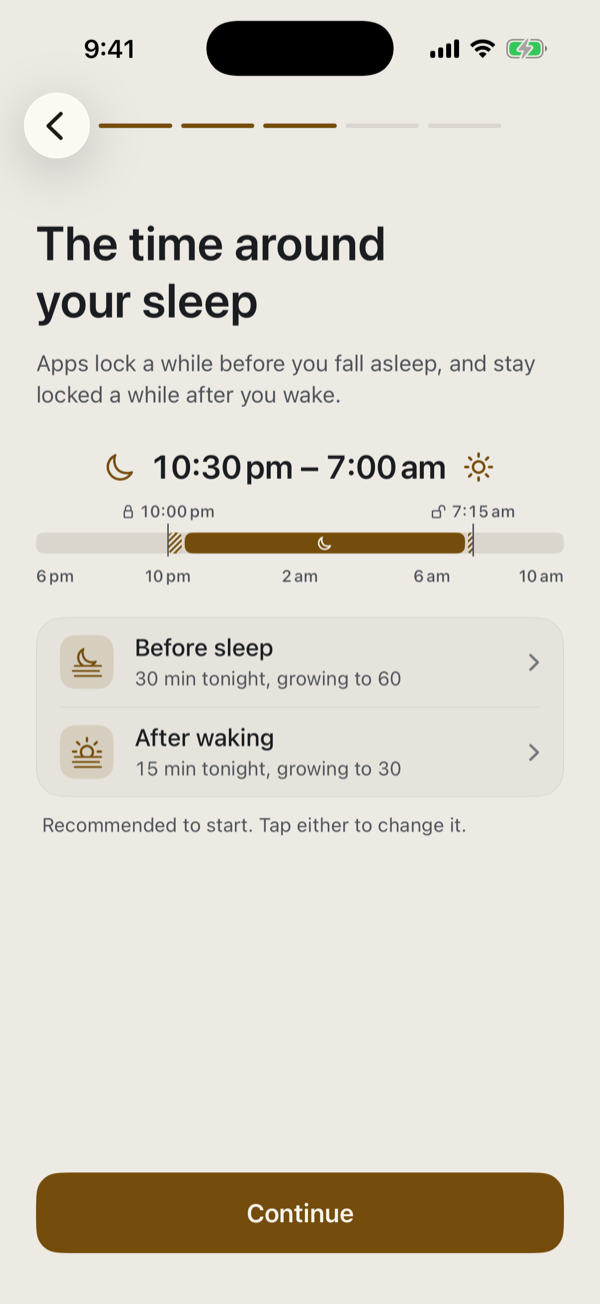 9:41
The time around
your sleep
Apps lock a while before you fall asleep, and stay
locked a while after you wake.
10:30 pm – 7:00 am
10:00 pm 7:15 am
6 pm 10 pm 2 am 6 am 10 am
Before sleep
30 min tonight, growing to 60
After waking
15 min tonight, growing to 30
Recommended to start. Tap either to change it.
Continue